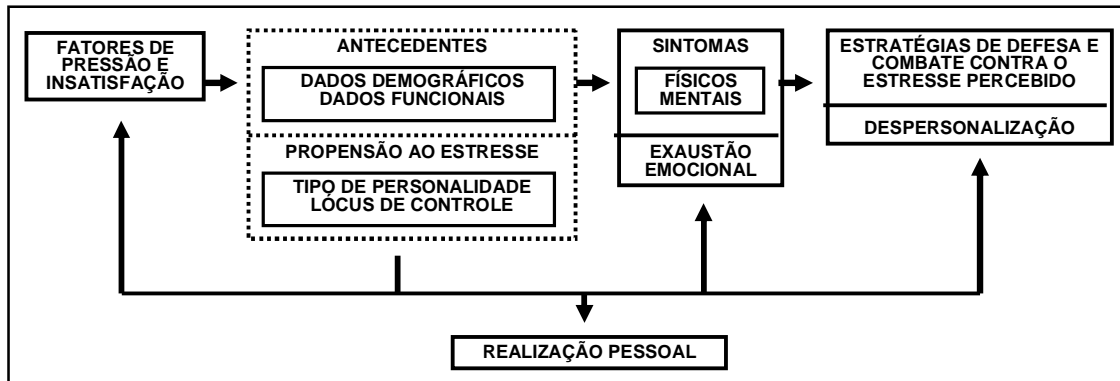 FATORES DE
PRESSÃO E
INSATISFAÇÃO
ANTECEDENTES
DADOS DEMOGRÁFICOS
DADOS FUNCIONAIS
PROPENSÃO AO ESTRESSE
TIPO DE PERSONALIDADE
LÓCUS DE CONTROLE
SINTOMAS
FÍSICOS
MENTAIS
EXAUSTÃO
EMOCIONAL
ESTRATÉGIAS DE DEFESA E
COMBATE CONTRA O
ESTRESSE PERCEBIDO
DESPERSONALIZAÇÃO
REALIZAÇÃO PESSOAL